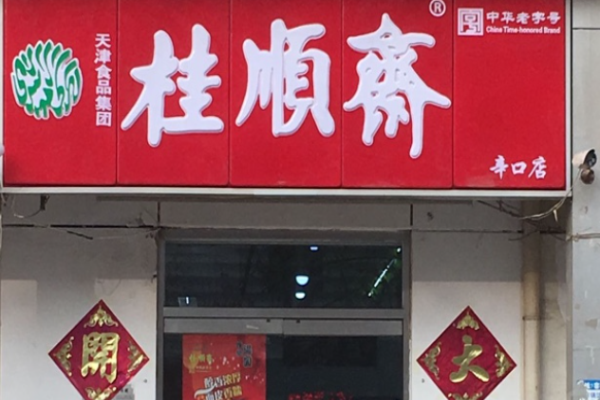 天津食品集团
桂順齋®
中华老字号
China Time-honored Brand
辛口店
開
大